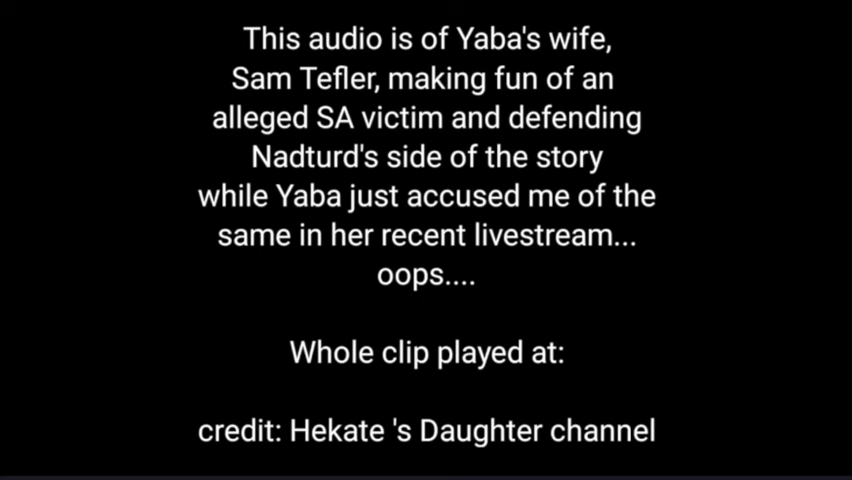 This audio is of Yaba's wife,
Sam Tefler, making fun of an
alleged SA victim and defending
Nadturd's side of the story
while Yaba just accused me of the
same in her recent livestream...
oops....
Whole clip played at:
credit: Hekate 's Daughter channel